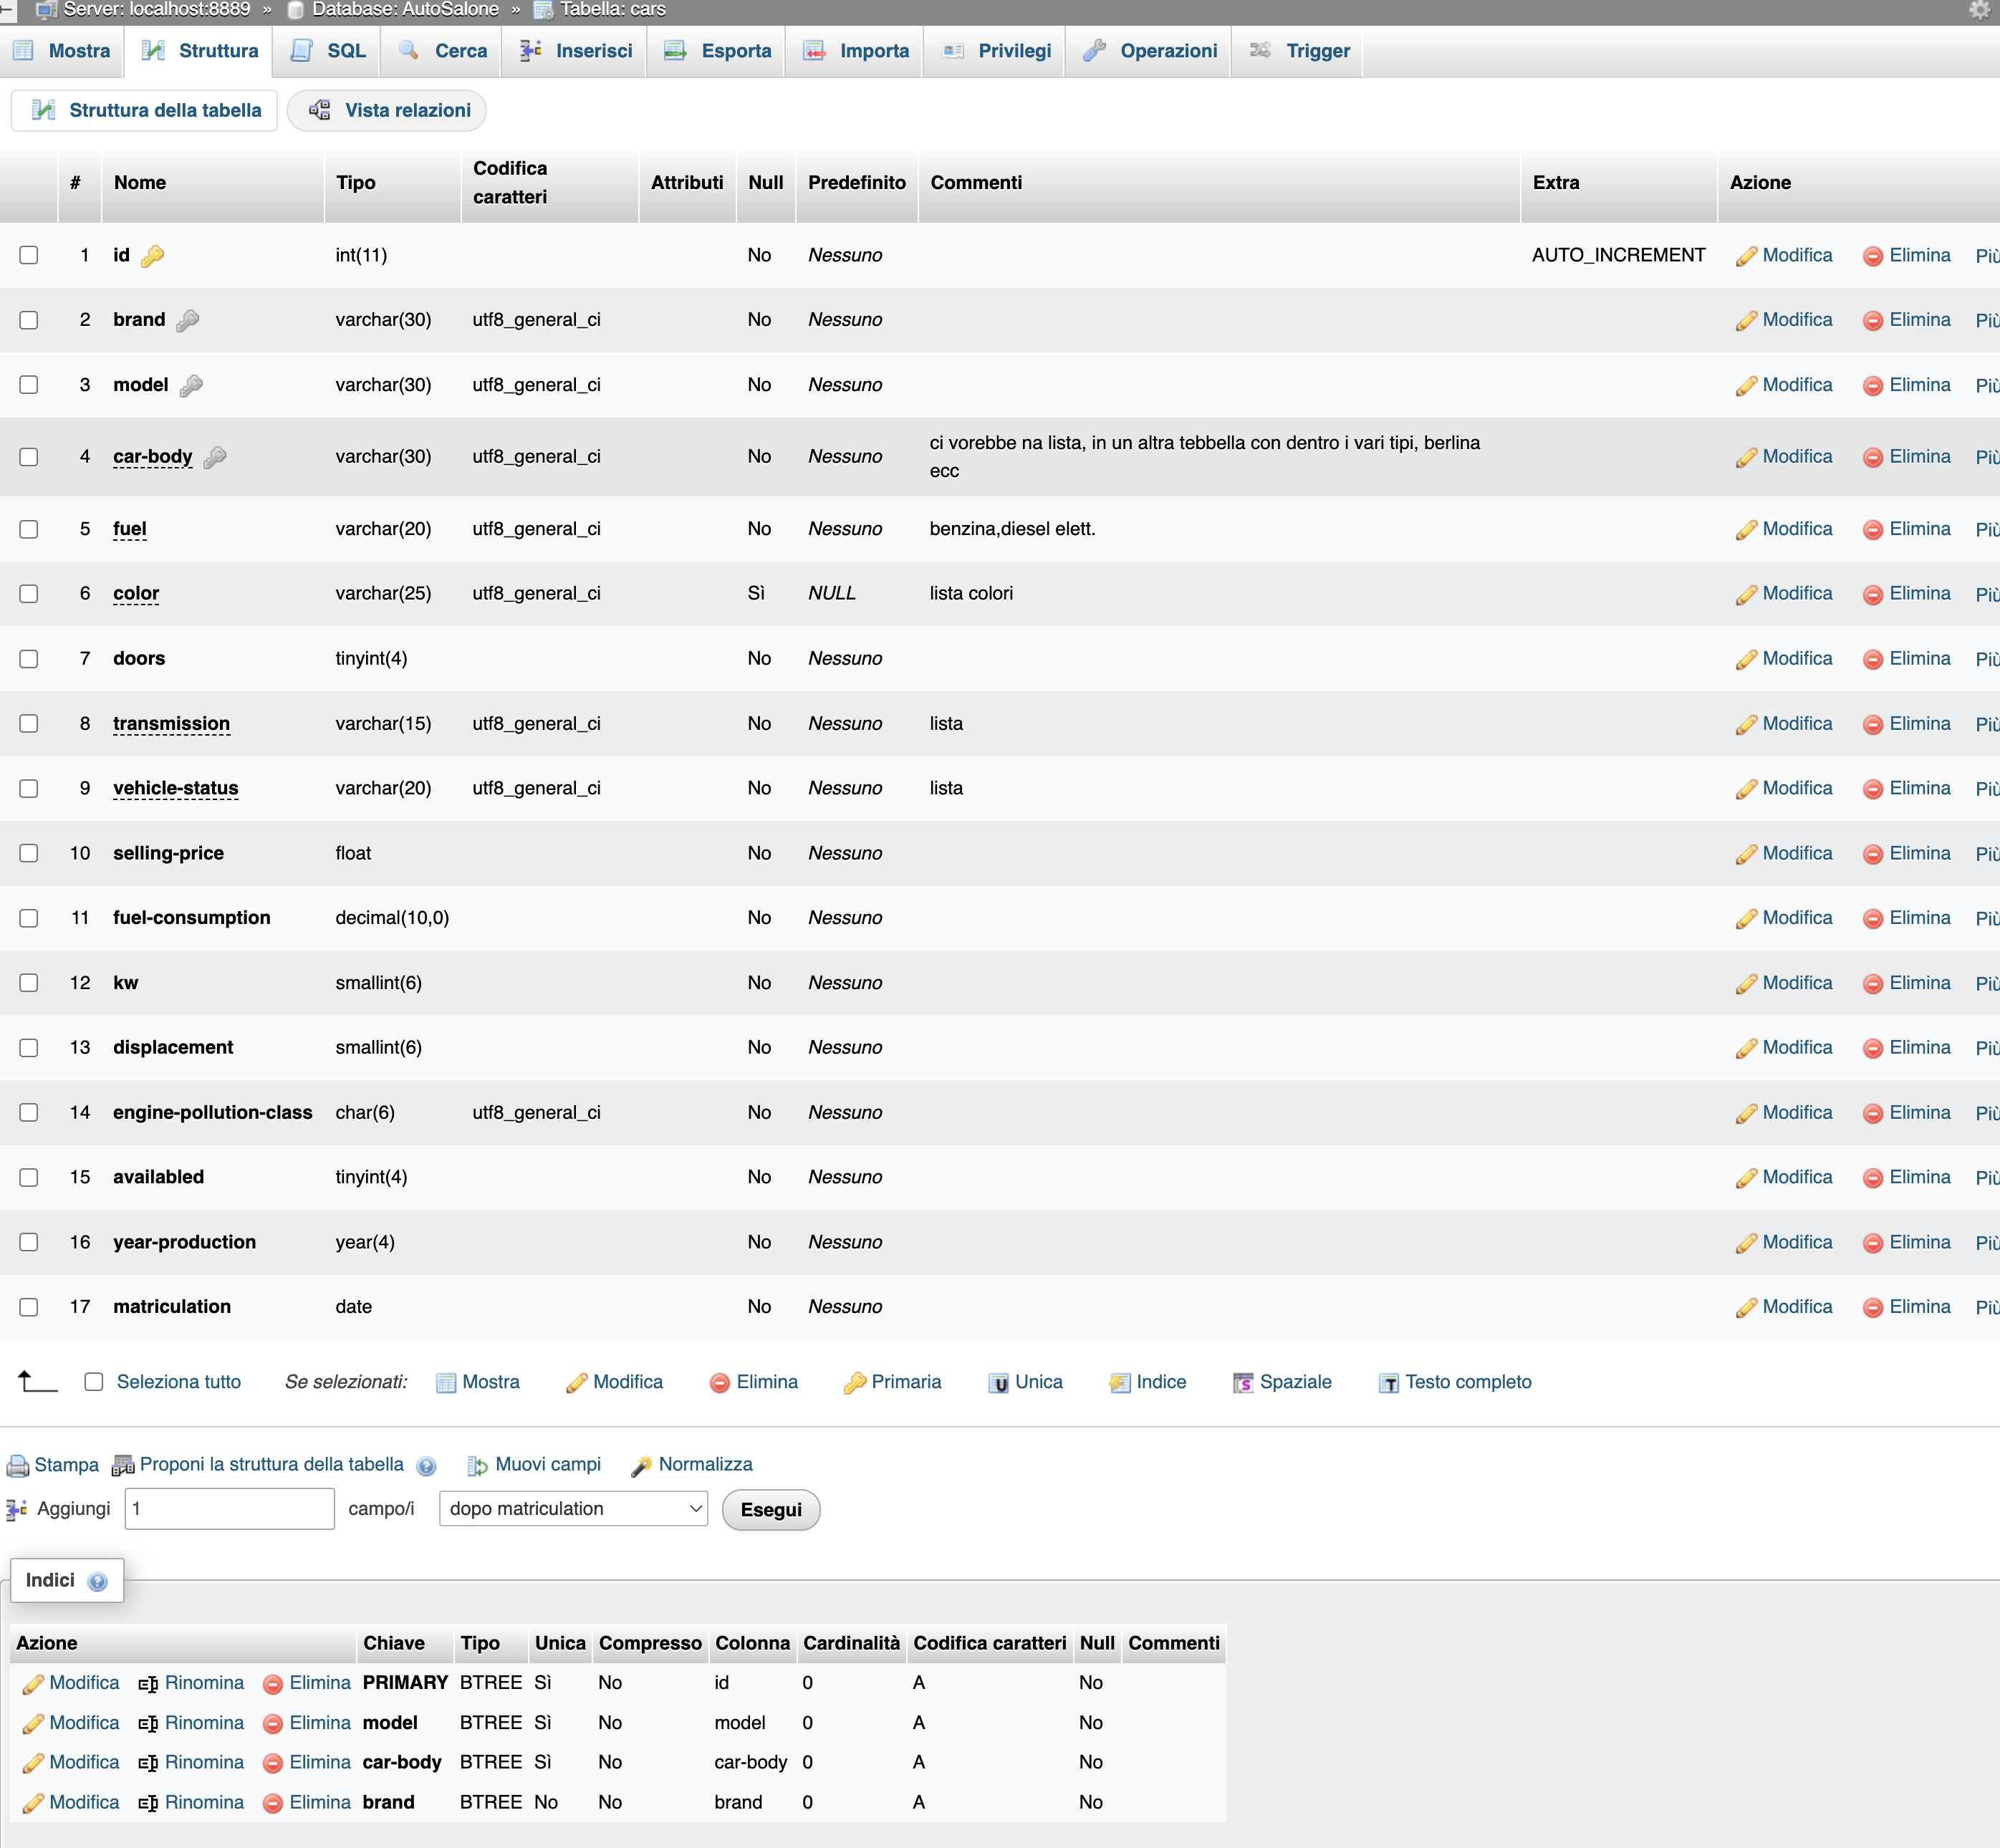 Server: localhost:8889 » Database: AutoSalone » Tabella: cars
Mostra Struttura SQL Cerca Inserisci Esporta Importa Privilegi Operazioni Trigger
Struttura della tabella Vista relazioni
# Nome Tipo Codifica caratteri Attributi Null Predefinito Commenti Extra Azione
1 id int(11) No Nessuno AUTO_INCREMENT Modifica Elimina Più
2 brand varchar(30) utf8_general_ci No Nessuno Modifica Elimina Più
3 model varchar(30) utf8_general_ci No Nessuno Modifica Elimina Più
4 car-body varchar(30) utf8_general_ci No Nessuno ci vorebbe na lista, in un altra tebbella con dentro i vari tipi, berlina ecc Modifica Elimina Più
5 fuel varchar(20) utf8_general_ci No Nessuno benzina,diesel elett. Modifica Elimina Più
6 color varchar(25) utf8_general_ci Sì NULL lista colori Modifica Elimina Più
7 doors tinyint(4) No Nessuno Modifica Elimina Più
8 transmission varchar(15) utf8_general_ci No Nessuno lista Modifica Elimina Più
9 vehicle-status varchar(20) utf8_general_ci No Nessuno lista Modifica Elimina Più
10 selling-price float No Nessuno Modifica Elimina Più
11 fuel-consumption decimal(10,0) No Nessuno Modifica Elimina Più
12 kw smallint(6) No Nessuno Modifica Elimina Più
13 displacement smallint(6) No Nessuno Modifica Elimina Più
14 engine-pollution-class char(6) utf8_general_ci No Nessuno Modifica Elimina Più
15 availabled tinyint(4) No Nessuno Modifica Elimina Più
16 year-production year(4) No Nessuno Modifica Elimina Più
17 matriculation date No Nessuno Modifica Elimina Più
Seleziona tutto Se selezionati: Mostra Modifica Elimina Primaria Unica Indice Spaziale Testo completo
Stampa Proponi la struttura della tabella Muovi campi Normalizza
Aggiungi 1 campo/i dopo matriculation Esegui
Indici
Azione Chiave Tipo Unica Compresso Colonna Cardinalità Codifica caratteri Null Commenti
Modifica Rinomina Elimina PRIMARY BTREE Sì No id 0 A No
Modifica Rinomina Elimina model BTREE Sì No model 0 A No
Modifica Rinomina Elimina car-body BTREE Sì No car-body 0 A No
Modifica Rinomina Elimina brand BTREE No No brand 0 A No